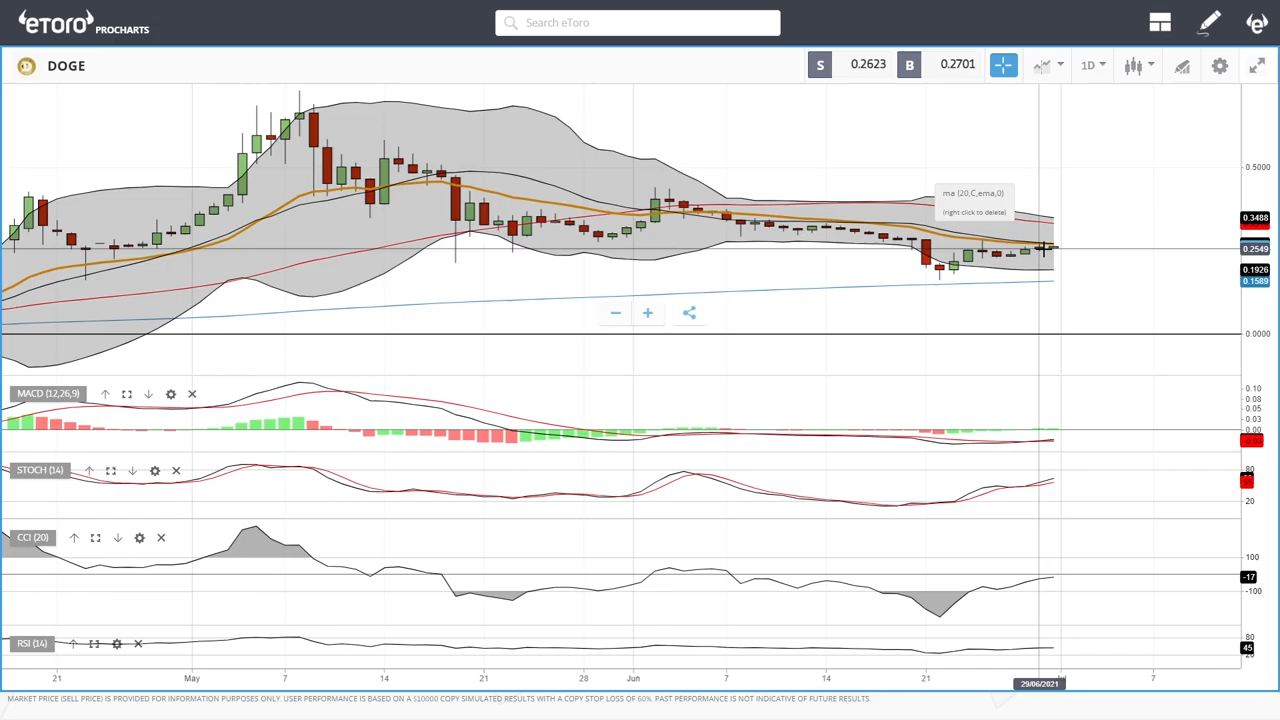 eTORO PROCHARTS
Search eToro
DOGE
S 0.2623 B 0.2701
1D
ma (20,C,ema,0)
(right click to delete)
0.5000
0.3488
0.2549
0.1926
0.1589
0.0000
MACD (12,26,9)
0.10
0.08
0.05
0.03
0.00
STOCH (14)
80
20
CCI (20)
100
-17
-100
RSI (14)
80
45
21 May 7 14 21 28 Jun 7 14 21 7
29/06/2021
MARKET PRICE (SELL PRICE) IS PROVIDED FOR INFORMATION PURPOSES ONLY. USER PERFORMANCE IS BASED ON A $10000 COPY SIMULATED RESULTS WITH A COPY STOP LOSS OF 60%. PAST PERFORMANCE IS NOT INDICATIVE OF FUTURE RESULTS.